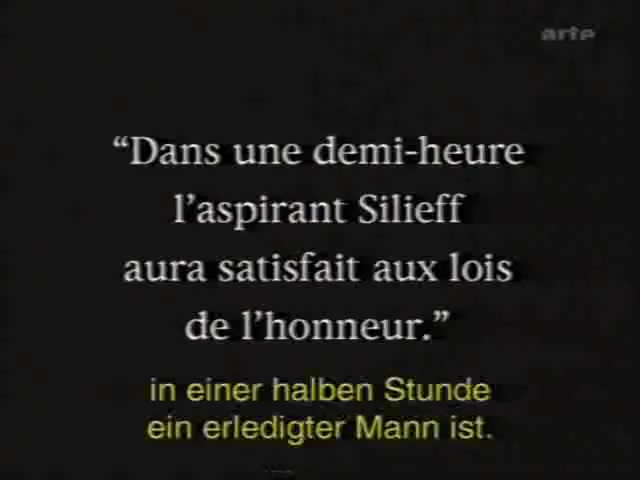 arte
“Dans une demi-heure
l’aspirant Silieff
aura satisfait aux lois
de l’honneur.”
in einer halben Stunde
ein erledigter Mann ist.